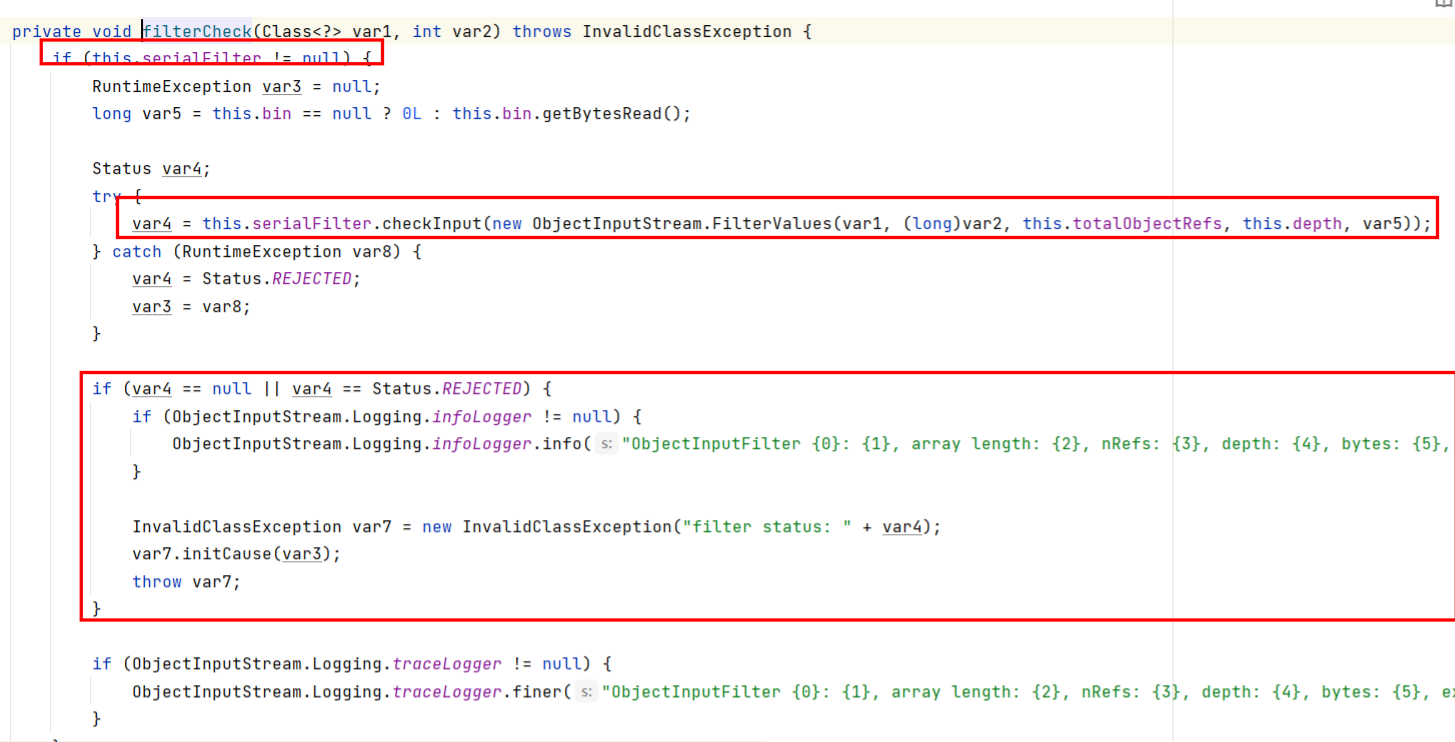 private void filterCheck(Class<?> var1, int var2) throws InvalidClassException {
if (this.serialFilter != null) {
RuntimeException var3 = null;
long var5 = this.bin == null ? 0L : this.bin.getBytesRead();
Status var4;
try {
var4 = this.serialFilter.checkInput(new ObjectInputStream.FilterValues(var1, (long)var2, this.totalObjectRefs, this.depth, var5));
} catch (RuntimeException var8) {
var4 = Status.REJECTED;
var3 = var8;
}
if (var4 == null || var4 == Status.REJECTED) {
if (ObjectInputStream.Logging.infoLogger != null) {
ObjectInputStream.Logging.infoLogger.info( s: "ObjectInputFilter {0}: {1}, array length: {2}, nRefs: {3}, depth: {4}, bytes: {5},
}
InvalidClassException var7 = new InvalidClassException("filter status: " + var4);
var7.initCause(var3);
throw var7;
}
if (ObjectInputStream.Logging.traceLogger != null) {
ObjectInputStream.Logging.traceLogger.finer( s: "ObjectInputFilter {0}: {1}, array length: {2}, nRefs: {3}, depth: {4}, bytes: {5},
}